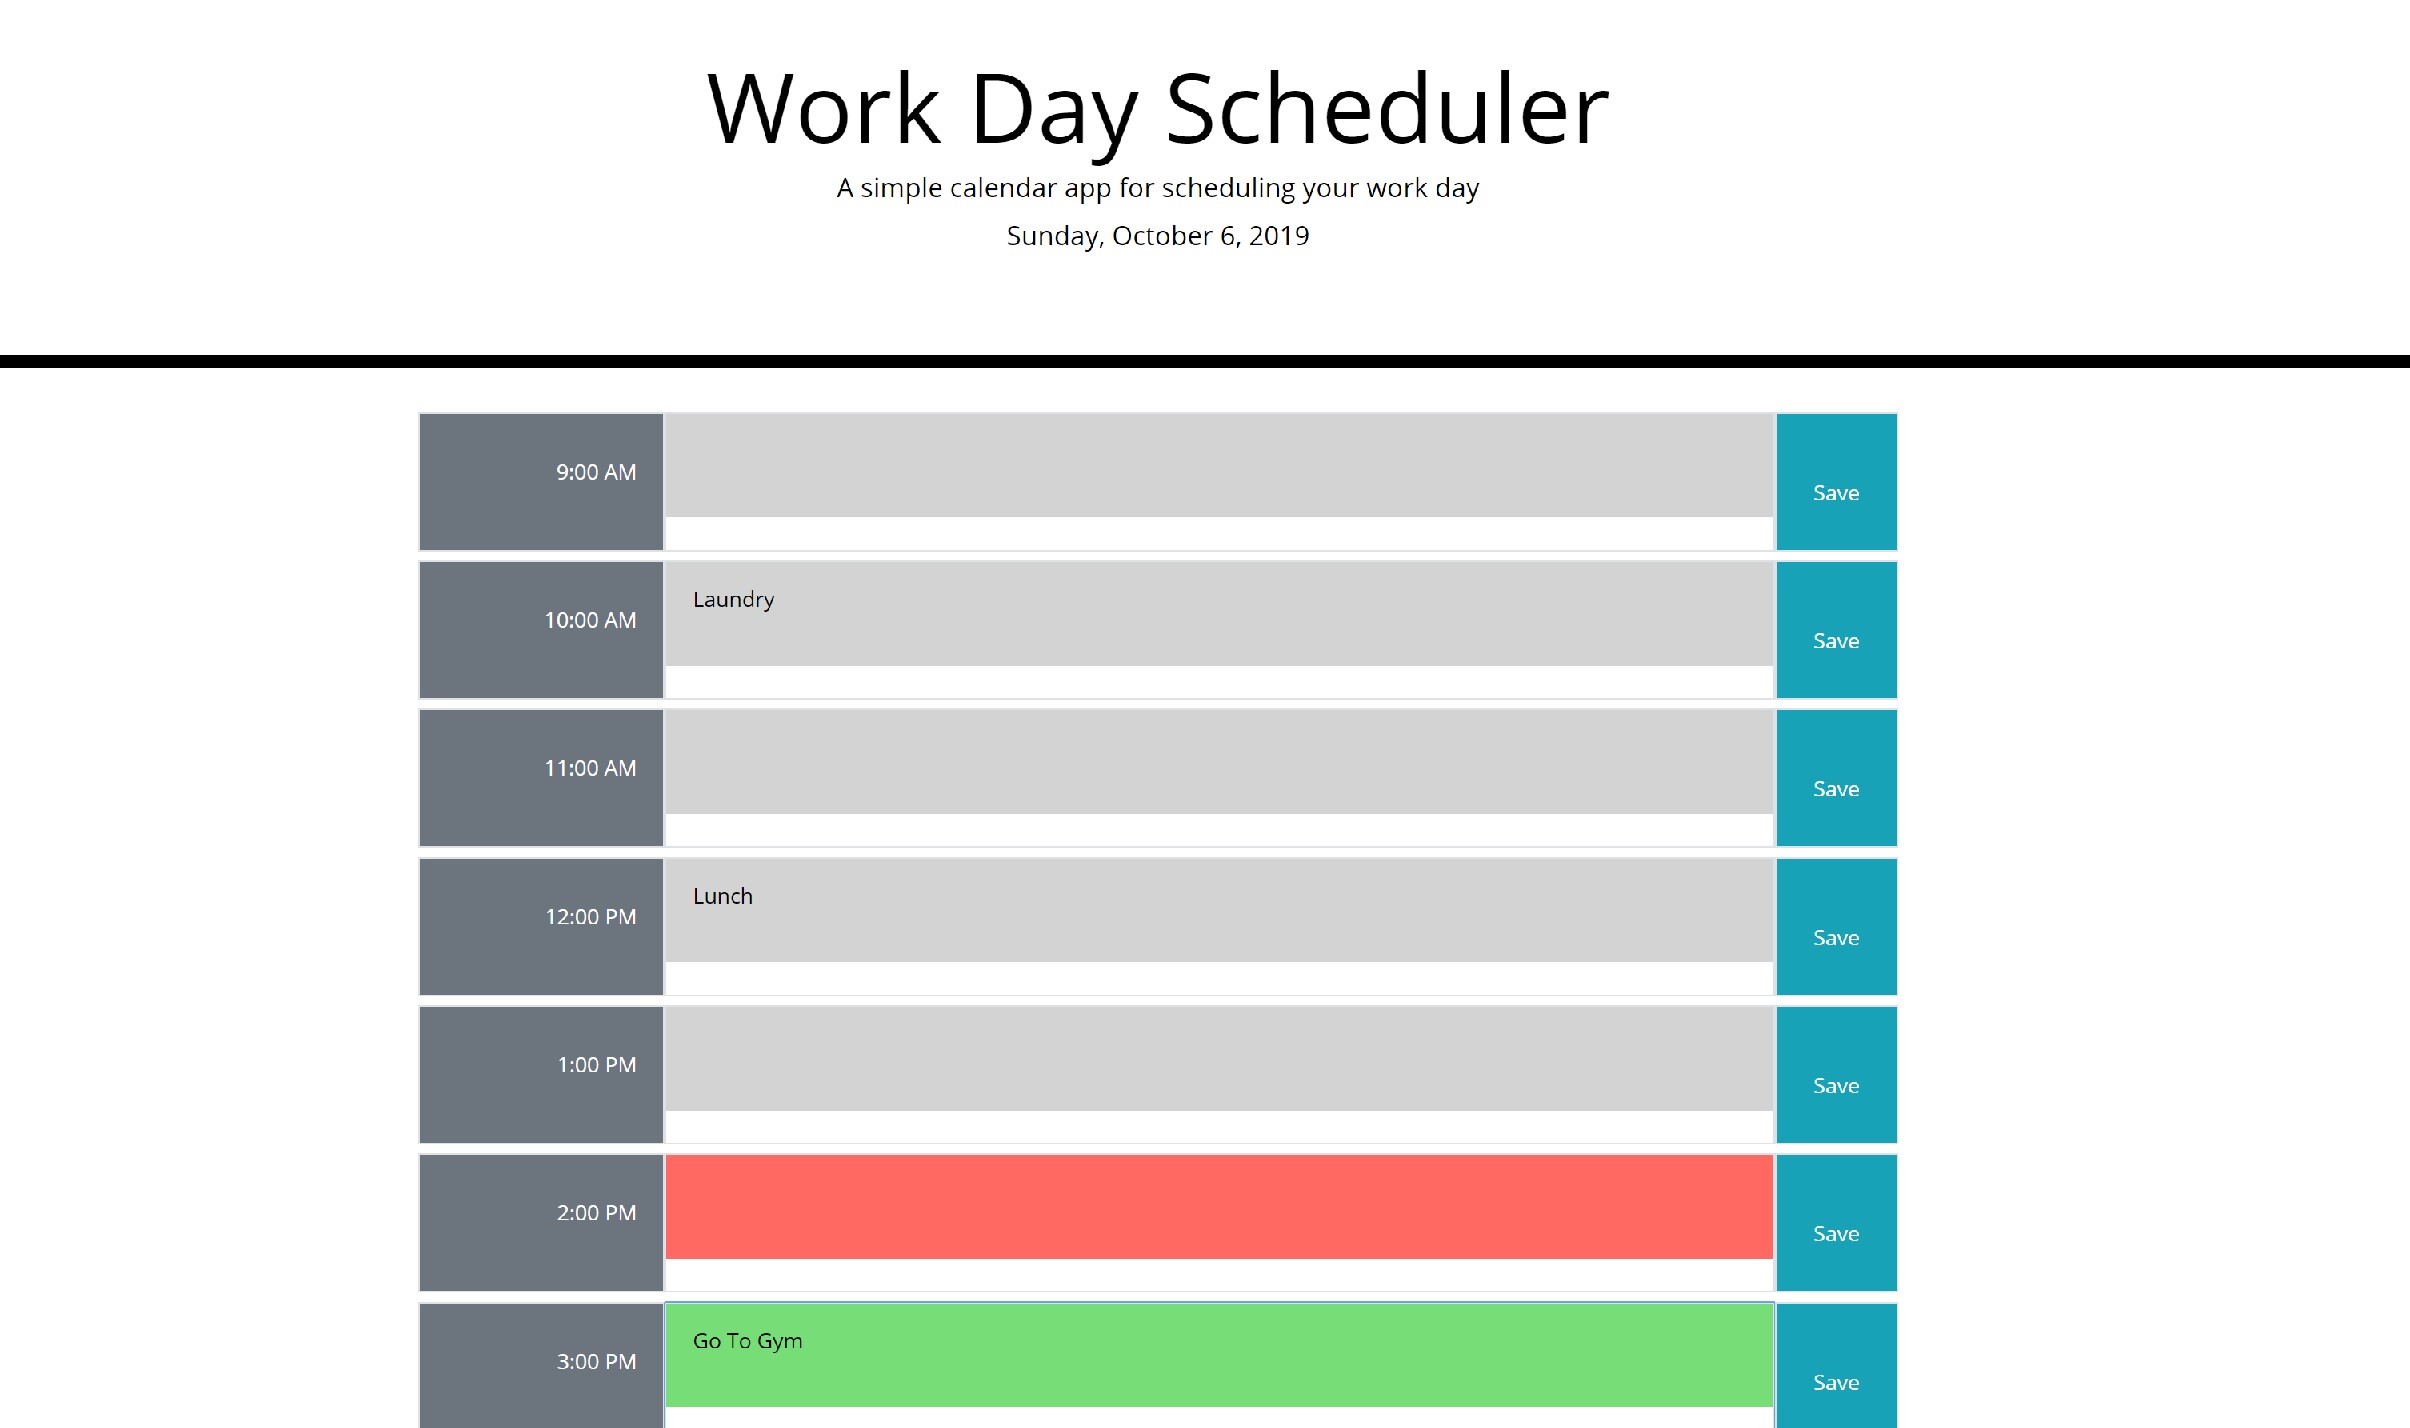 Work Day Scheduler
A simple calendar app for scheduling your work day
Sunday, October 6, 2019
9:00 AM
Save
10:00 AM
Laundry
Save
11:00 AM
Save
12:00 PM
Lunch
Save
1:00 PM
Save
2:00 PM
Save
3:00 PM
Go To Gym
Save